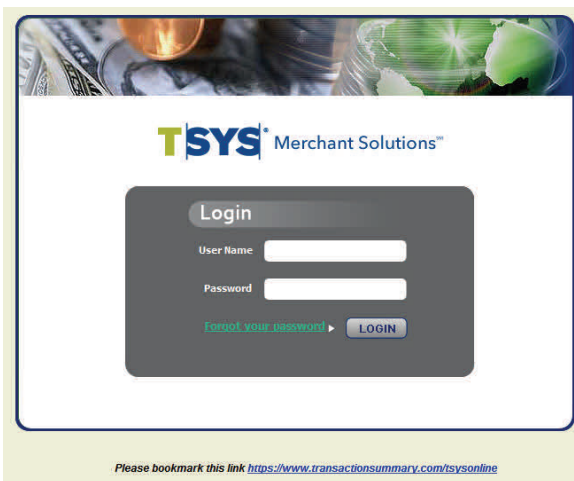 TSYS® Merchant Solutions℠
Login
User Name
Password
Forgot your password
LOGIN
Please bookmark this link https://www.transactionsummary.com/tsysonline